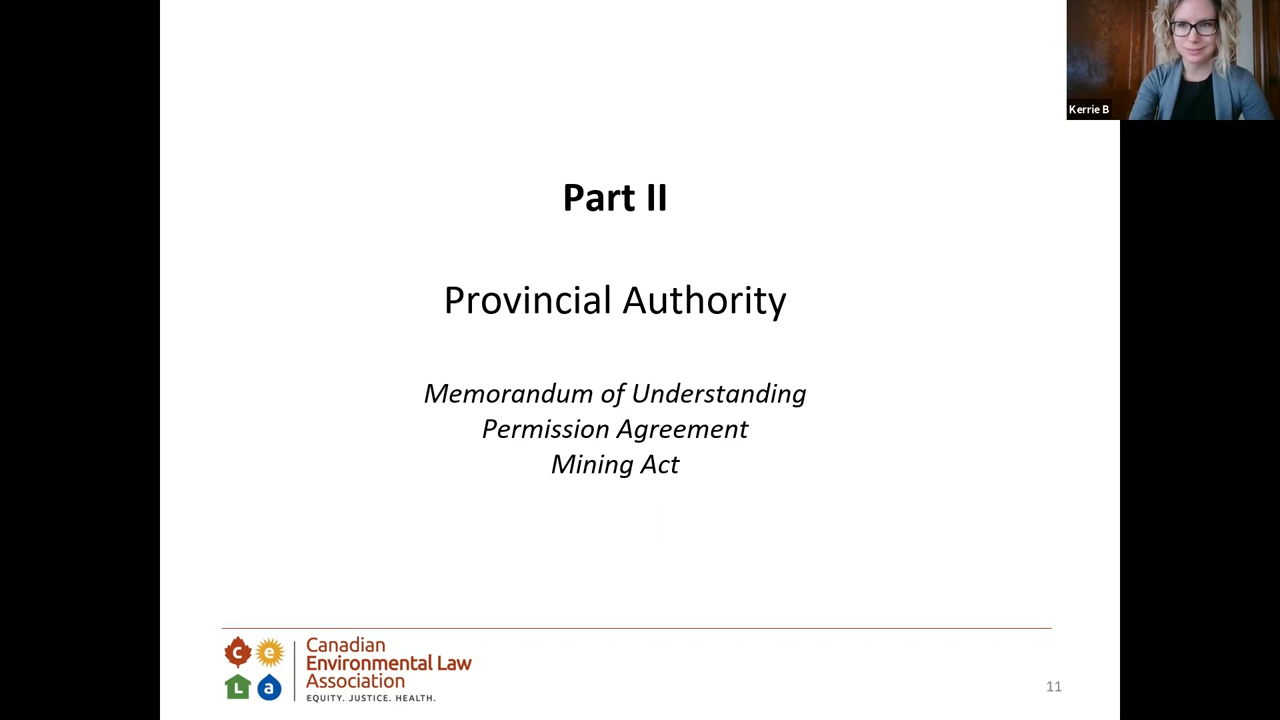 Kerrie B
Part II
Provincial Authority
Memorandum of Understanding
Permission Agreement
Mining Act
c e
L a
Canadian
Environmental Law
Association
EQUITY. JUSTICE. HEALTH.
11